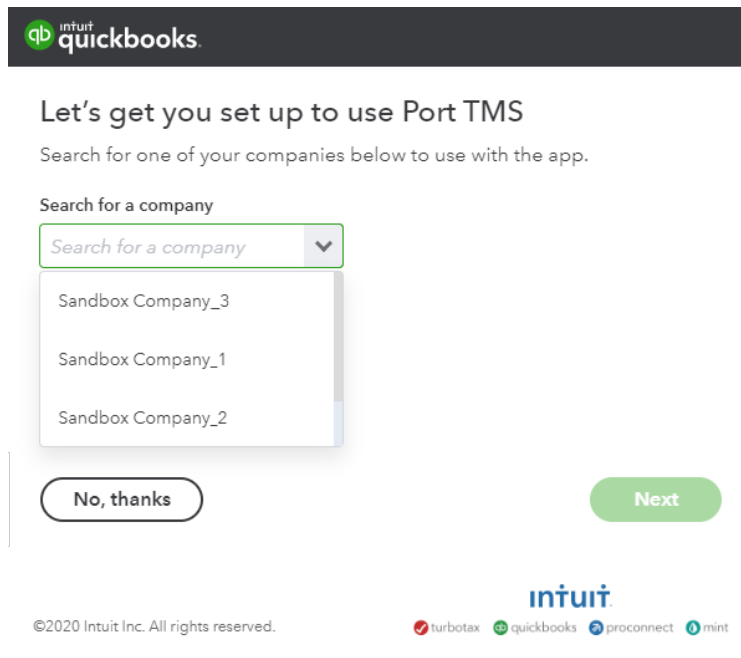 qb intuit quickbooks.
Let's get you set up to use Port TMS
Search for one of your companies below to use with the app.
Search for a company
Search for a company
Sandbox Company_3
Sandbox Company_1
Sandbox Company_2
No, thanks
Next
intuit.
©2020 Intuit Inc. All rights reserved.
turbotax qb quickbooks proconnect mint